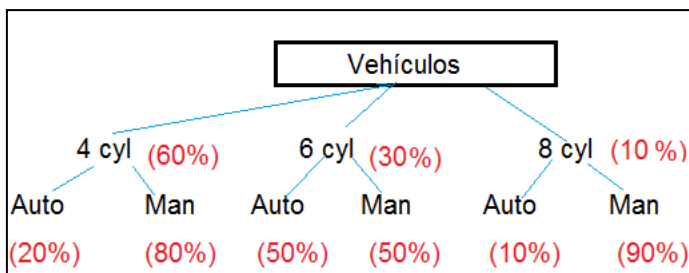 Vehículos
4 cyl (60%) 6 cyl (30%) 8 cyl (10 %)
Auto Man Auto Man Auto Man
(20%) (80%) (50%) (50%) (10%) (90%)